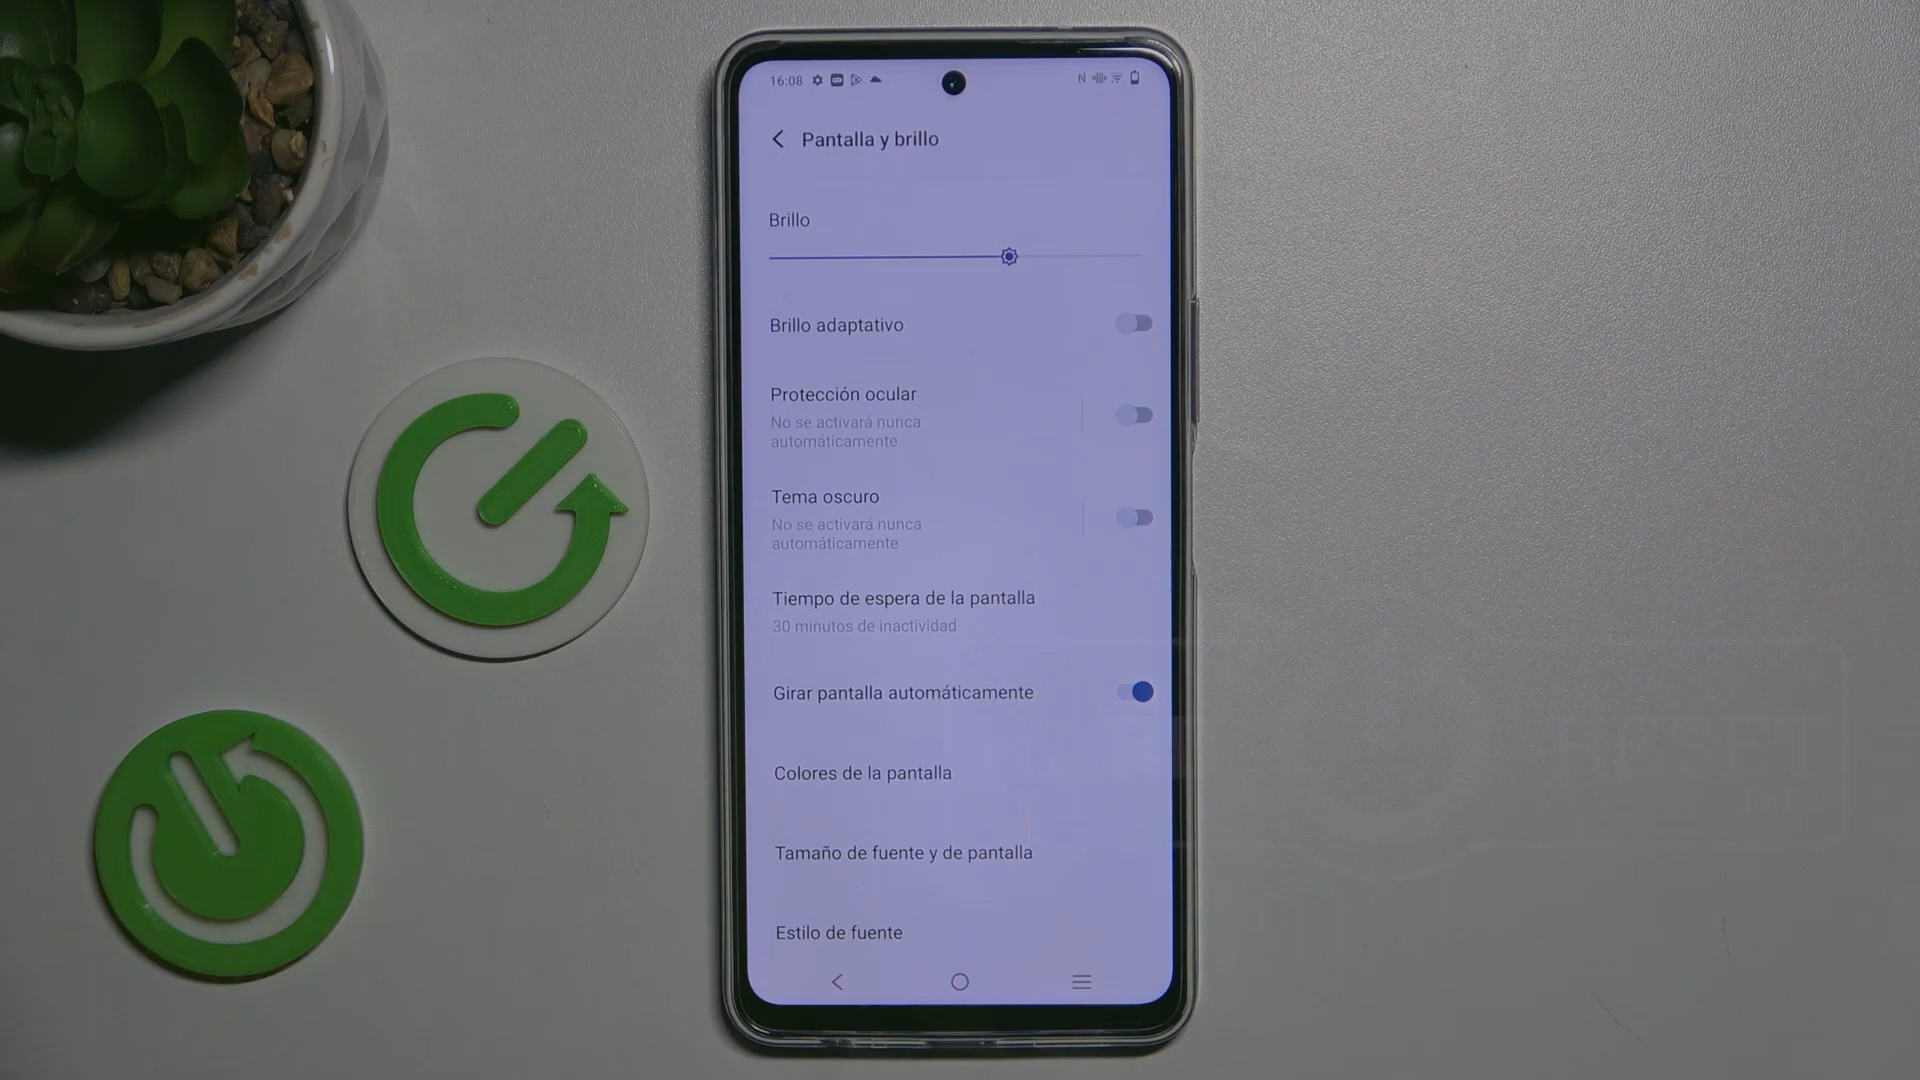 16:08
Pantalla y brillo
Brillo
Brillo adaptativo
Protección ocular
No se activará nunca
automáticamente
Tema oscuro
No se activará nunca
automáticamente
Tiempo de espera de la pantalla
30 minutos de inactividad
Girar pantalla automáticamente
Colores de la pantalla
Tamaño de fuente y de pantalla
Estilo de fuente
RESET